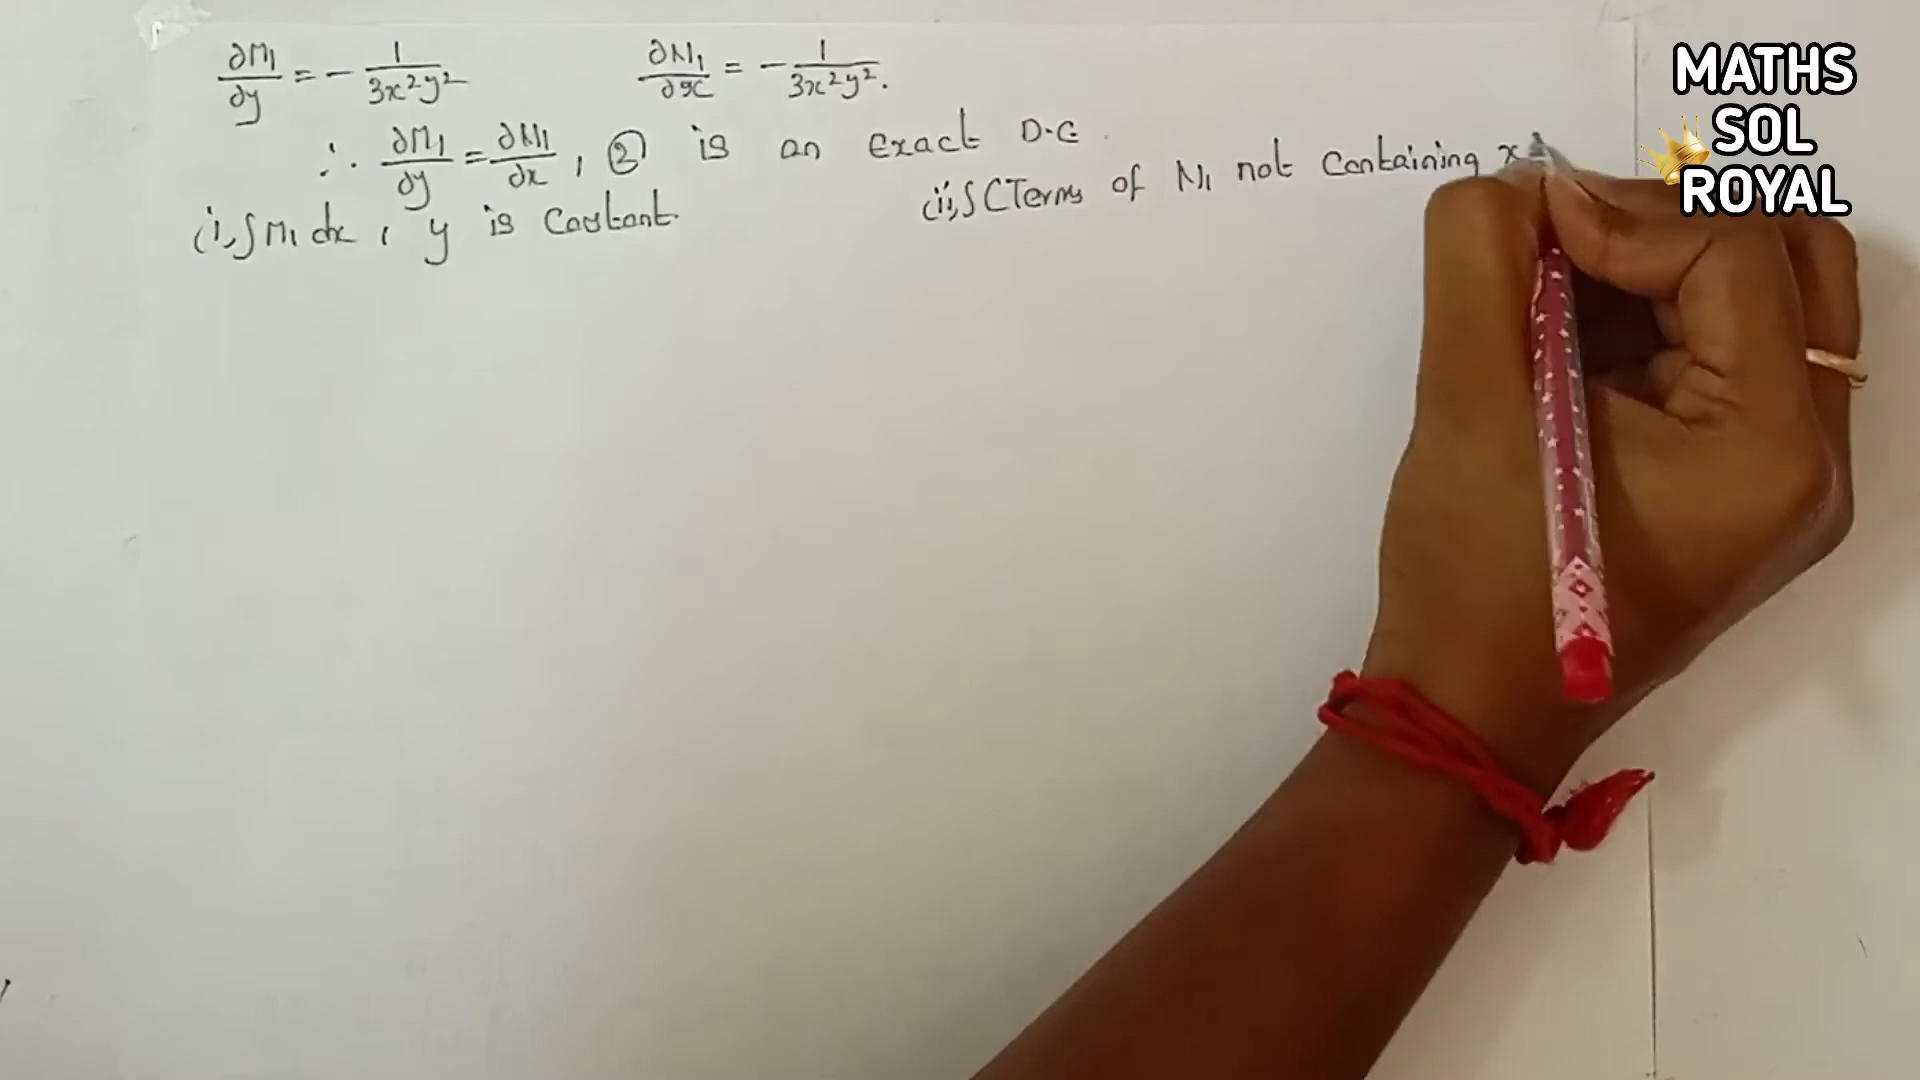 ∂M₁/∂y = - 1/3x²y² ∂N₁/∂x = - 1/3x²y².
∴ ∂M₁/∂y = ∂N₁/∂x , ② is an Exact D.E
(i) ∫M₁ dx , y is Constant
(ii) ∫(Terms of N₁ not Containing x
MATHS
SOL
ROYAL